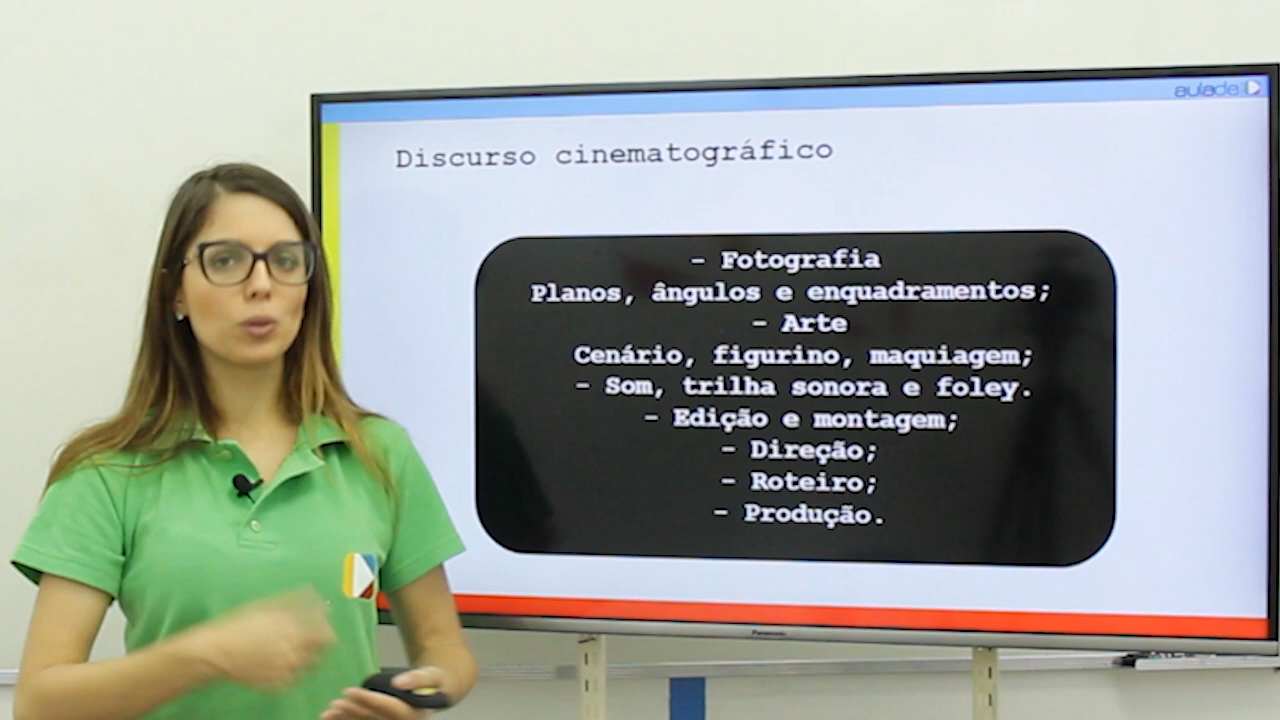 aulade
Discurso cinematográfico
- Fotografia
Planos, ângulos e enquadramentos;
- Arte
Cenário, figurino, maquiagem;
- Som, trilha sonora e foley.
- Edição e montagem;
- Direção;
- Roteiro;
- Produção.
Panasonic